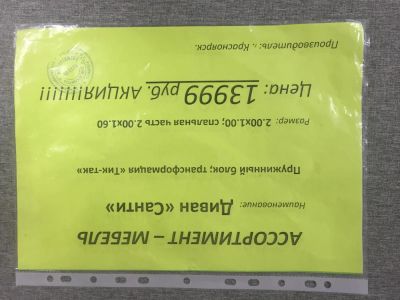 АССОРТИМЕНТ – МЕБЕЛЬ
Наименование: Диван «Санти»
Пружинный блок; трансформация «Тик-так»
Размер: 2.00х1.00; спальная часть 2.00х1.60
Цена: 13999 руб. АКЦИЯ!!!!!!!!
Производитель: , г. Красноярск.